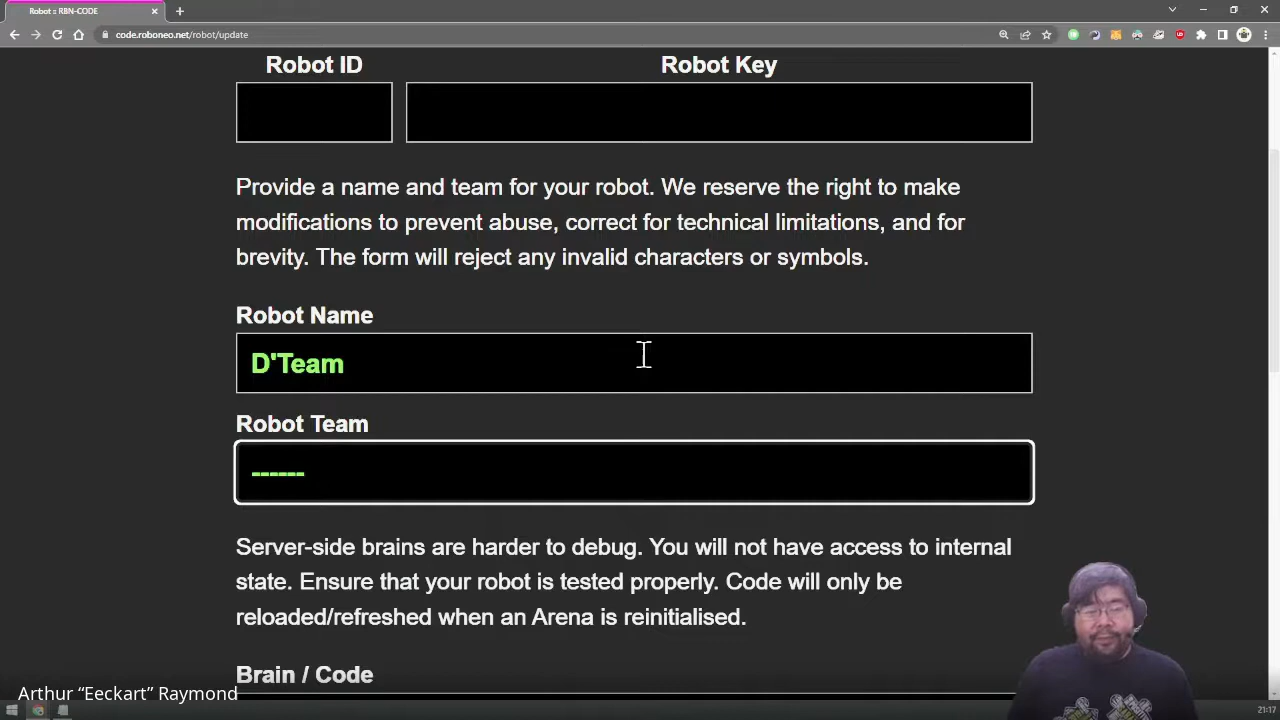 Robot :: RBN-CODE
code.roboneo.net/robot/update
Robot ID
Robot Key
Provide a name and team for your robot. We reserve the right to make
modifications to prevent abuse, correct for technical limitations, and for
brevity. The form will reject any invalid characters or symbols.
Robot Name
D'Team
Robot Team
------
Server-side brains are harder to debug. You will not have access to internal
state. Ensure that your robot is tested properly. Code will only be
reloaded/refreshed when an Arena is reinitialised.
Brain / Code
Arthur “Eeckart” Raymond
21:17